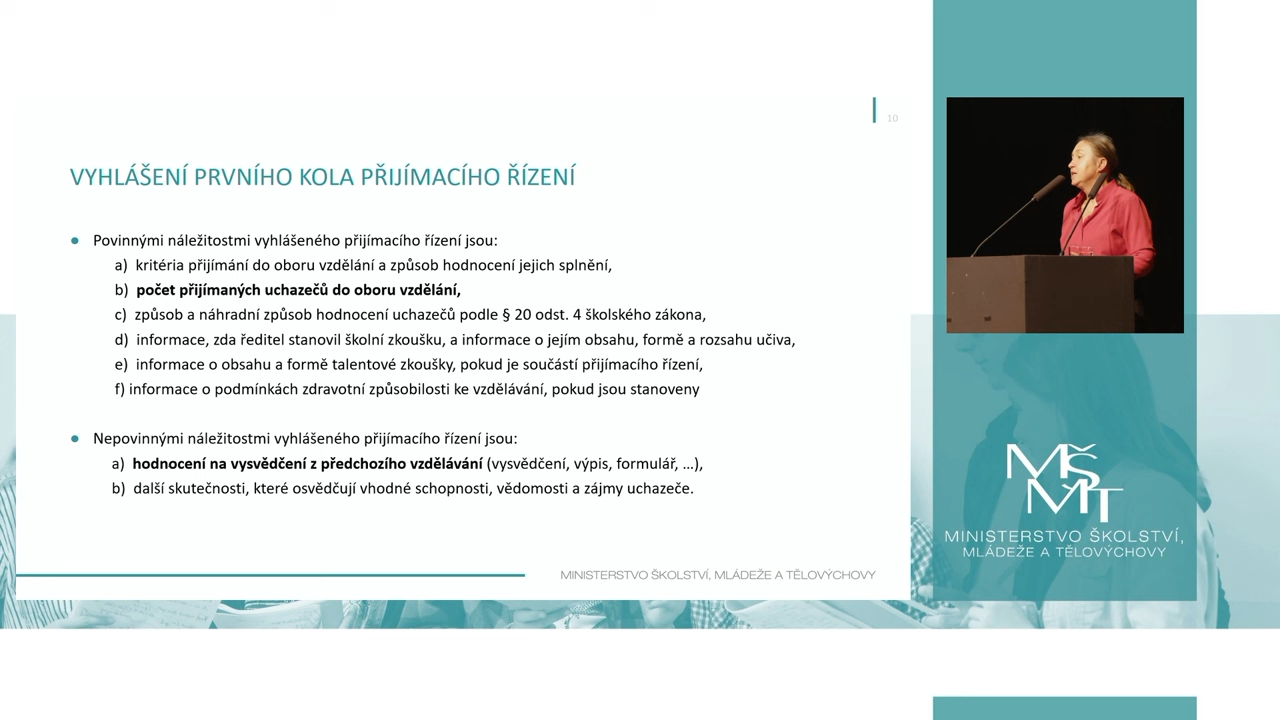 10
VYHLÁŠENÍ PRVNÍHO KOLA PŘIJÍMACÍHO ŘÍZENÍ
● Povinnými náležitostmi vyhlášeného přijímacího řízení jsou:
a) kritéria přijímání do oboru vzdělání a způsob hodnocení jejich splnění,
b) počet přijímaných uchazečů do oboru vzdělání,
c) způsob a náhradní způsob hodnocení uchazečů podle § 20 odst. 4 školského zákona,
d) informace, zda ředitel stanovil školní zkoušku, a informace o jejím obsahu, formě a rozsahu učiva,
e) informace o obsahu a formě talentové zkoušky, pokud je součástí přijímacího řízení,
f) informace o podmínkách zdravotní způsobilosti ke vzdělávání, pokud jsou stanoveny
● Nepovinnými náležitostmi vyhlášeného přijímacího řízení jsou:
a) hodnocení na vysvědčení z předchozího vzdělávání (vysvědčení, výpis, formulář, …),
b) další skutečnosti, které osvědčují vhodné schopnosti, vědomosti a zájmy uchazeče.
MINISTERSTVO ŠKOLSTVÍ, MLÁDEŽE A TĚLOVÝCHOVY
MŠ
MT
MINISTERSTVO ŠKOLSTVÍ,
MLÁDEŽE A TĚLOVÝCHOVY